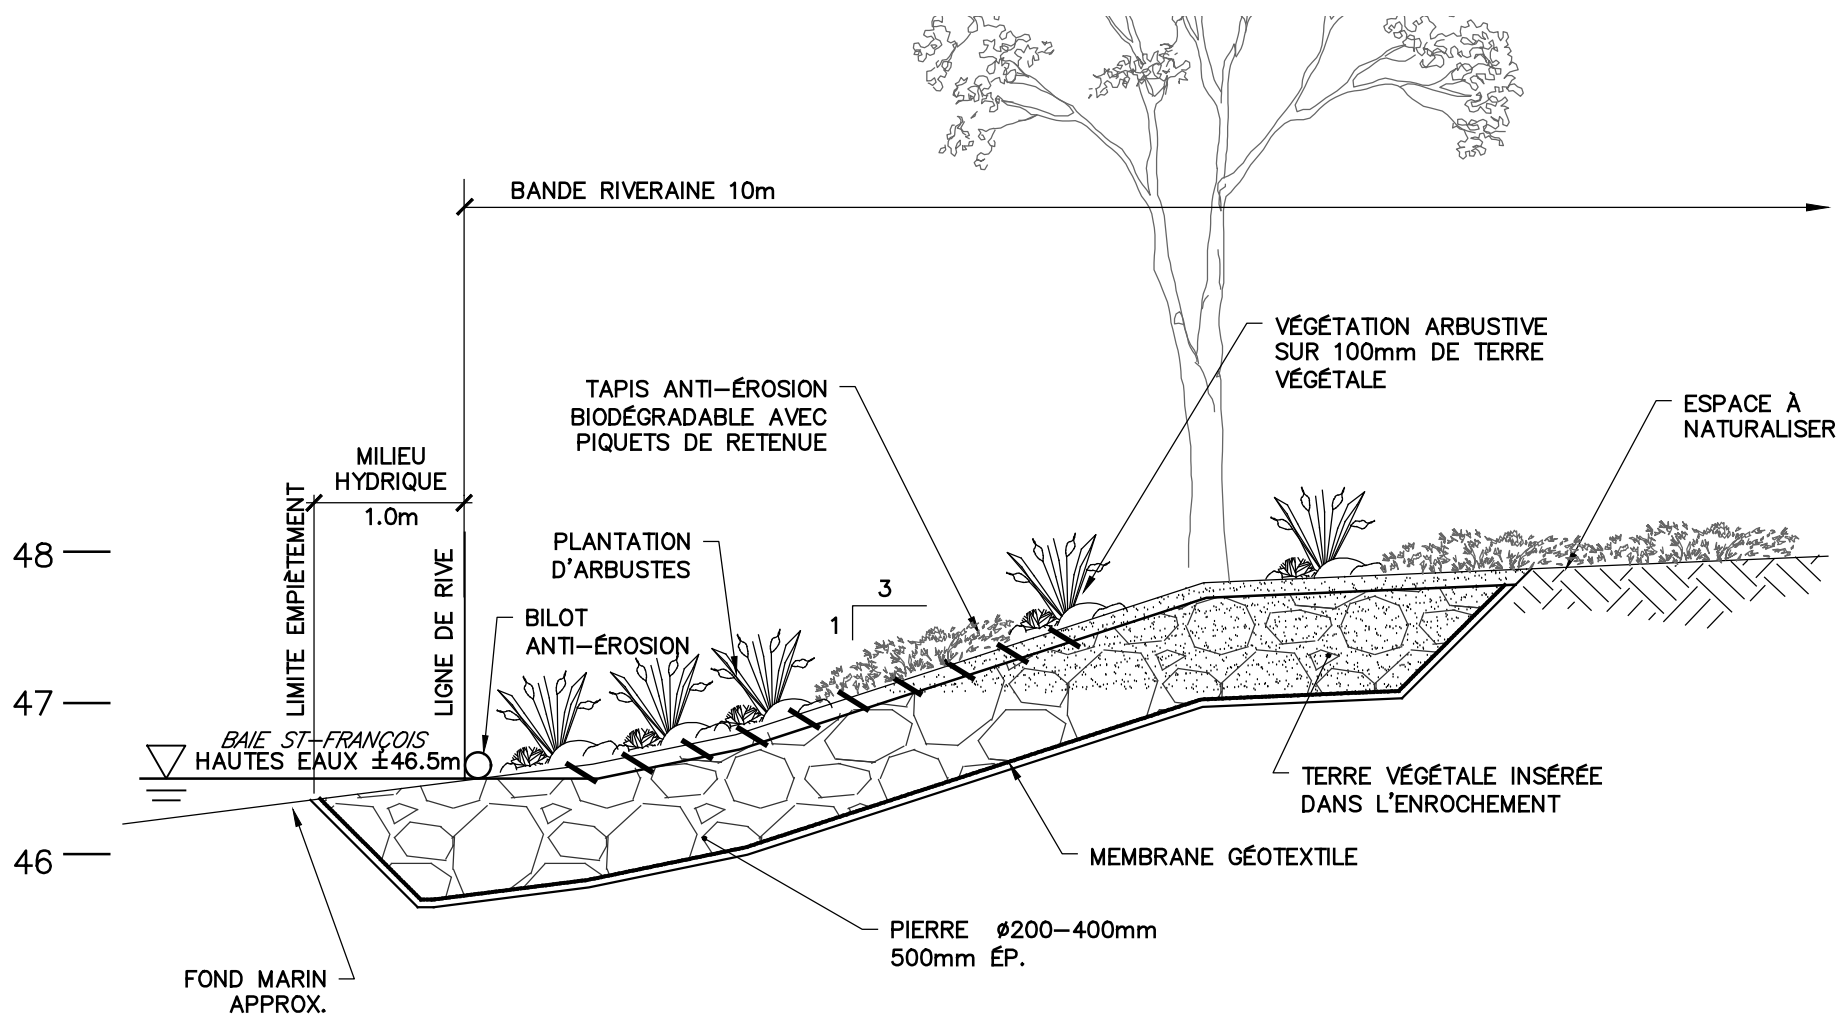 BANDE RIVERAINE 10m
VÉGÉTATION ARBUSTIVE
SUR 100mm DE TERRE
VÉGÉTALE
TAPIS ANTI-ÉROSION
BIODÉGRADABLE AVEC
PIQUETS DE RETENUE
ESPACE À
NATURALISER
MILIEU
HYDRIQUE
1.0m
LIMITE EMPIÈTEMENT
LIGNE DE RIVE
48
PLANTATION
D'ARBUSTES
3
1
BILOT
ANTI-ÉROSION
47
BAIE ST-FRANÇOIS
HAUTES EAUX ±46.5m
TERRE VÉGÉTALE INSÉRÉE
DANS L'ENROCHEMENT
46
MEMBRANE GÉOTEXTILE
PIERRE ø200-400mm
500mm ÉP.
FOND MARIN
APPROX.